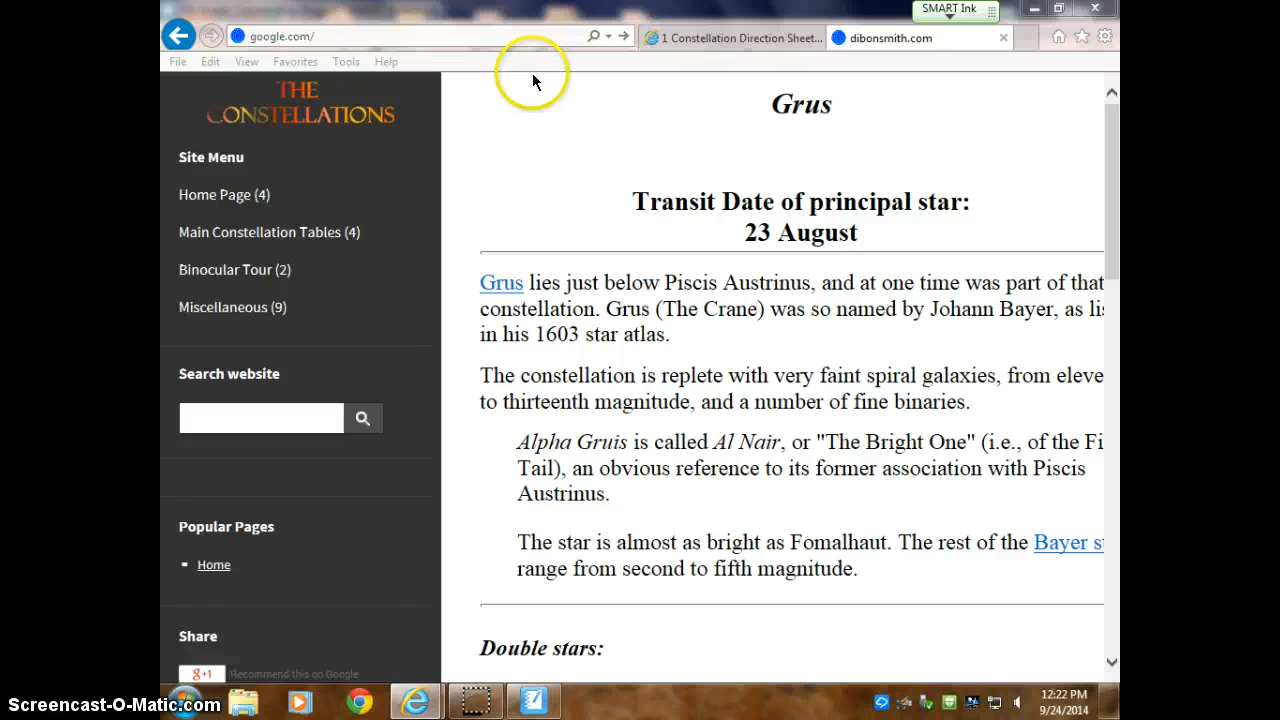 SMART Ink
google.com/
1 Constellation Direction Sheet...
dibonsmith.com
File Edit View Favorites Tools Help
THE
CONSTELLATIONS
Site Menu
Home Page (4)
Main Constellation Tables (4)
Binocular Tour (2)
Miscellaneous (9)
Search website
Popular Pages
Home
Share
g+1 Recommend this on Google
Grus
Transit Date of principal star:
23 August
Grus lies just below Piscis Austrinus, and at one time was part of that
constellation. Grus (The Crane) was so named by Johann Bayer, as lis
in his 1603 star atlas.
The constellation is replete with very faint spiral galaxies, from eleve
to thirteenth magnitude, and a number of fine binaries.
Alpha Gruis is called Al Nair, or "The Bright One" (i.e., of the Fi
Tail), an obvious reference to its former association with Piscis
Austrinus.
The star is almost as bright as Fomalhaut. The rest of the Bayer s
range from second to fifth magnitude.
Double stars:
12:22 PM
9/24/2014
Screencast-O-Matic.com